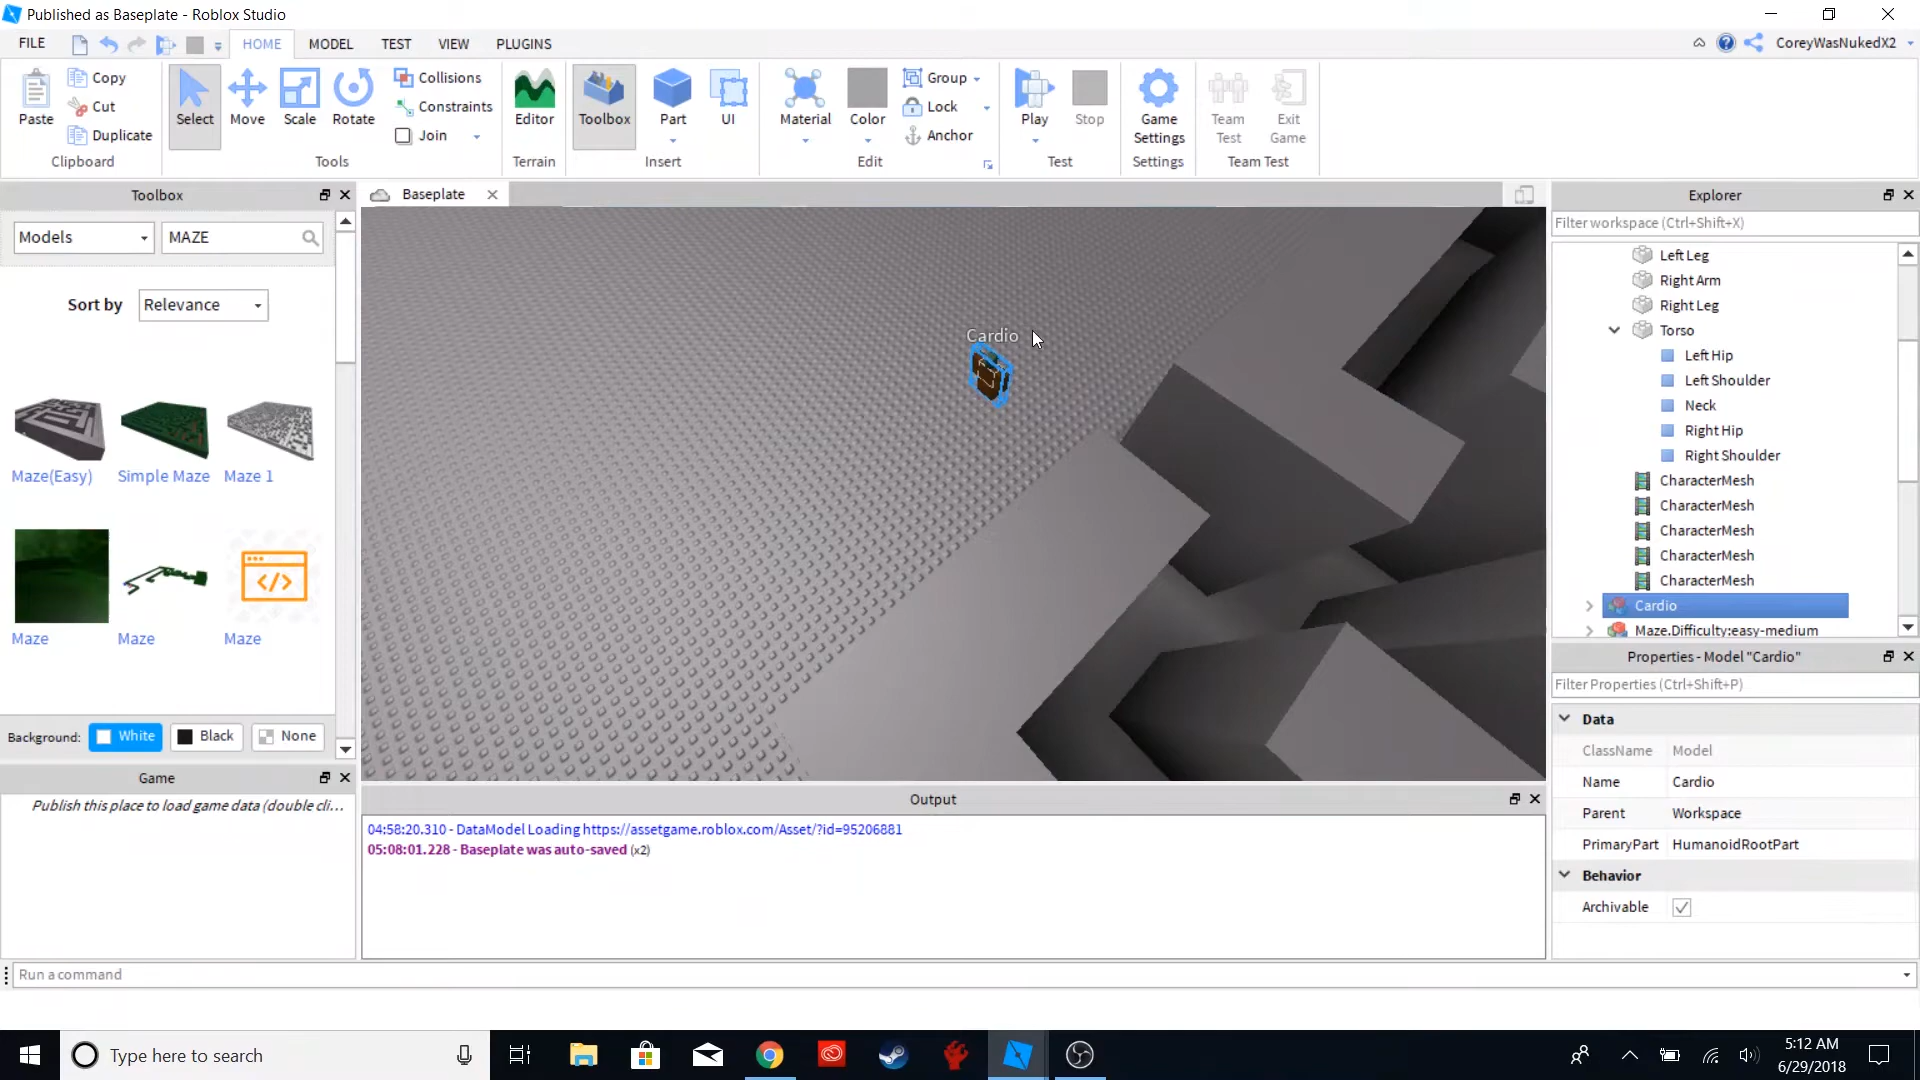 Published as Baseplate - Roblox Studio
FILE
HOME
MODEL
TEST
VIEW
PLUGINS
CoreyWasNukedX2
Paste
Copy
Cut
Duplicate
Clipboard
Select
Move
Scale
Rotate
Collisions
Constraints
Join
Tools
Editor
Terrain
Toolbox
Part
UI
Insert
Material
Color
Group
Lock
Anchor
Edit
Play
Stop
Test
Game
Settings
Settings
Team
Test
Exit
Game
Team Test
Toolbox
Models
MAZE
Sort by
Relevance
Maze(Easy)
Simple Maze
Maze 1
Maze
Maze
Maze
Background:
White
Black
None
Game
Publish this place to load game data (double cli...
Baseplate
Cardio
Output
04:58:20.310 - DataModel Loading https://assetgame.roblox.com/Asset/?id=95206881
05:08:01.228 - Baseplate was auto-saved (x2)
Explorer
Filter workspace (Ctrl+Shift+X)
Left Leg
Right Arm
Right Leg
Torso
Left Hip
Left Shoulder
Neck
Right Hip
Right Shoulder
CharacterMesh
CharacterMesh
CharacterMesh
CharacterMesh
CharacterMesh
Cardio
Maze.Difficulty:easy-medium
Properties - Model "Cardio"
Filter Properties (Ctrl+Shift+P)
Data
ClassName Model
Name Cardio
Parent Workspace
PrimaryPart HumanoidRootPart
Behavior
Archivable
Run a command
Type here to search
5:12 AM
6/29/2018